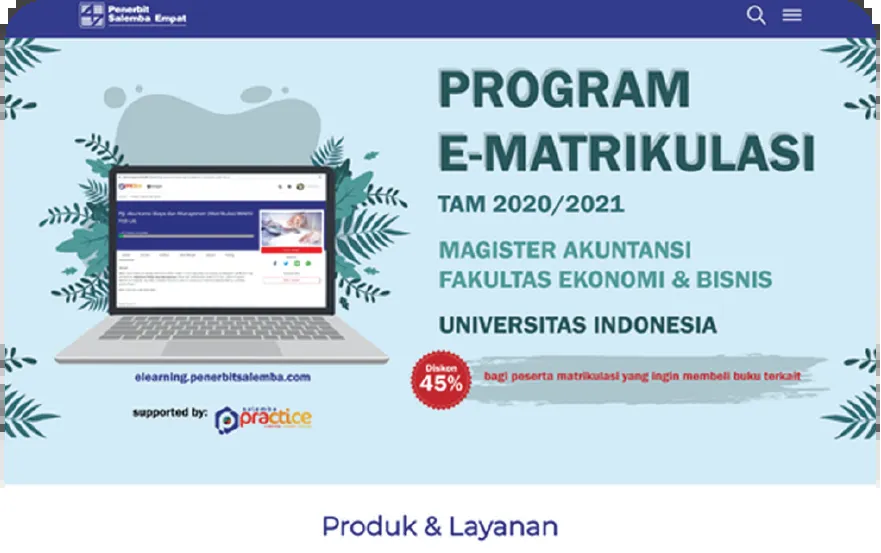 Penerbit
Salemba Empat
PROGRAM
E-MATRIKULASI
TAM 2020/2021
MAGISTER AKUNTANSI
FAKULTAS EKONOMI & BISNIS
UNIVERSITAS INDONESIA
Diskon
45%
bagi peserta matrikulasi yang ingin membeli buku terkait
elearning.penerbitsalemba.com
supported by:
salemba
practice
Produk & Layanan